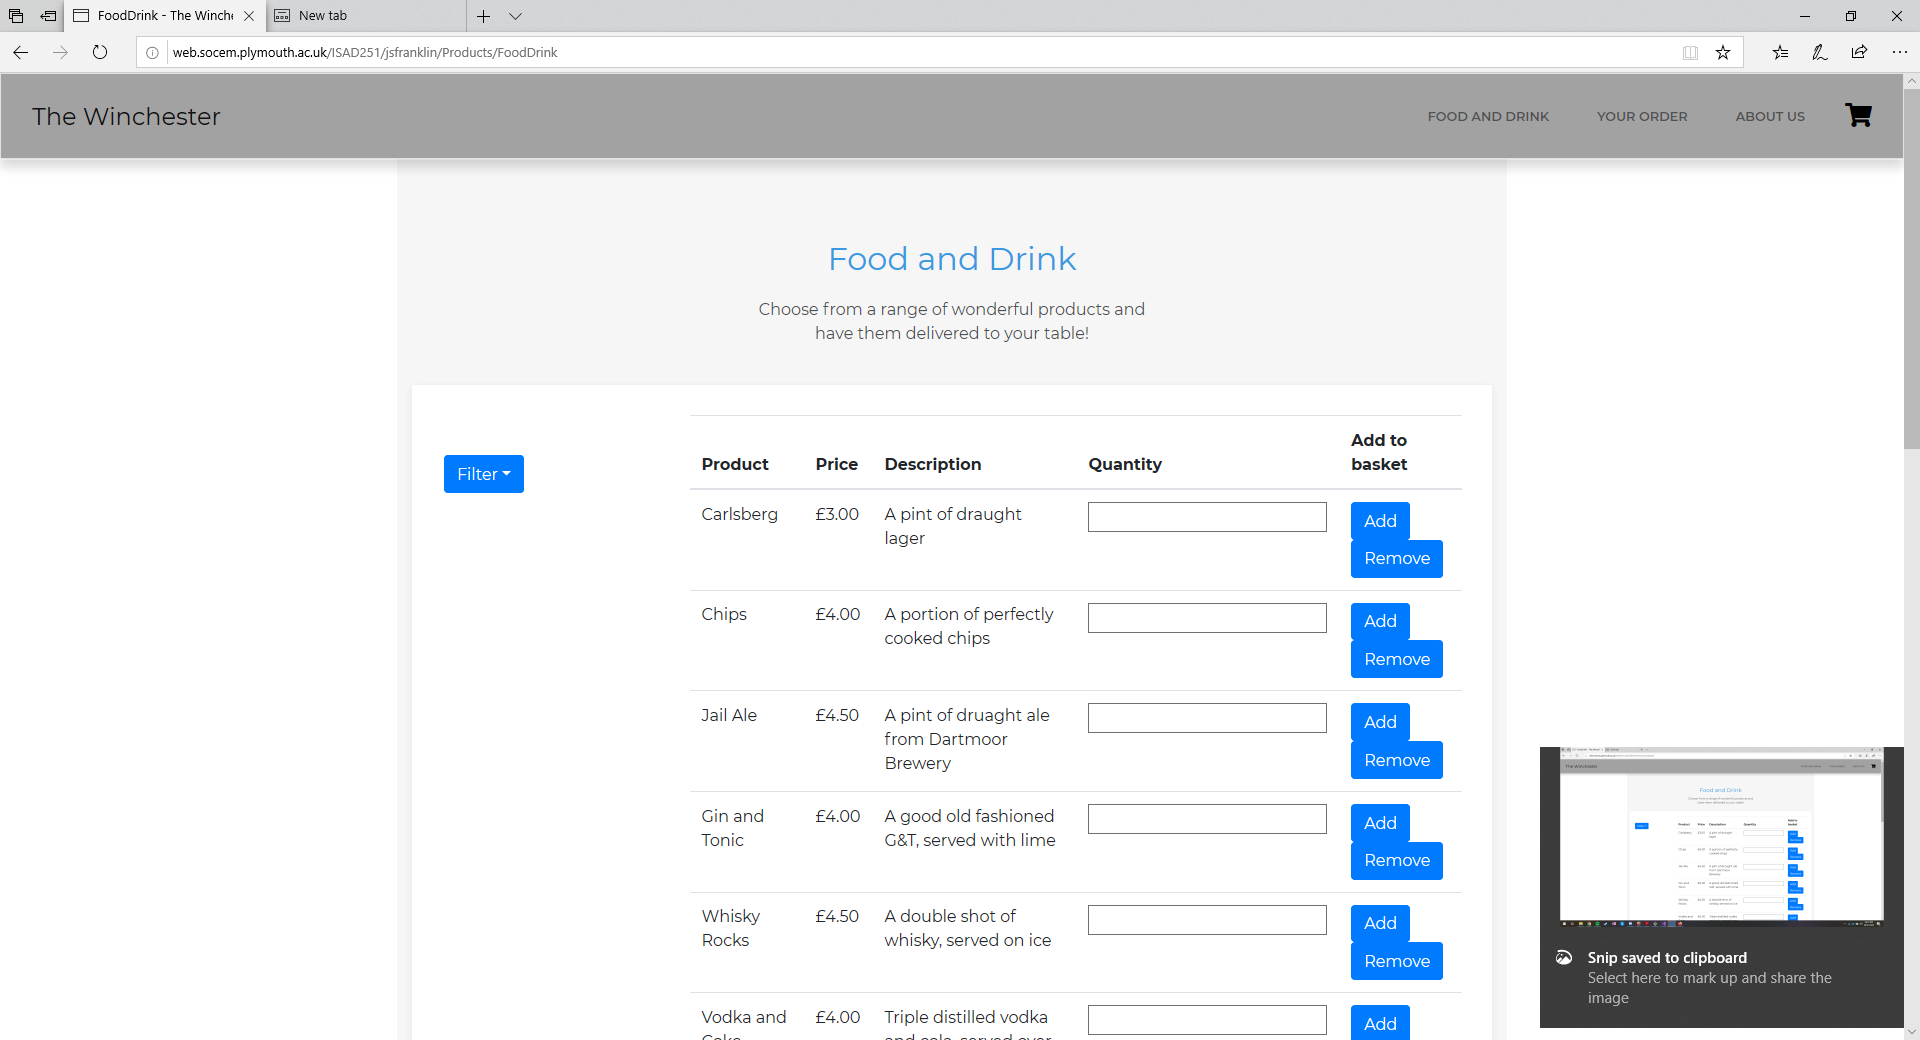 FoodDrink - The Winche
New tab
web.socem.plymouth.ac.uk/ISAD251/jsfranklin/Products/FoodDrink
The Winchester
FOOD AND DRINK
YOUR ORDER
ABOUT US
Food and Drink
Choose from a range of wonderful products and
have them delivered to your table!
Filter
Product Price Description Quantity Add to
basket
Carlsberg £3.00 A pint of draught
lager
Add
Remove
Chips £4.00 A portion of perfectly
cooked chips
Add
Remove
Jail Ale £4.50 A pint of druaght ale
from Dartmoor
Brewery
Add
Remove
Gin and
Tonic
£4.00 A good old fashioned
G&T, served with lime
Add
Remove
Whisky
Rocks
£4.50 A double shot of
whisky, served on ice
Add
Remove
Vodka and
£4.00 Triple distilled vodka
Add
Snip saved to clipboard
Select here to mark up and share the
image